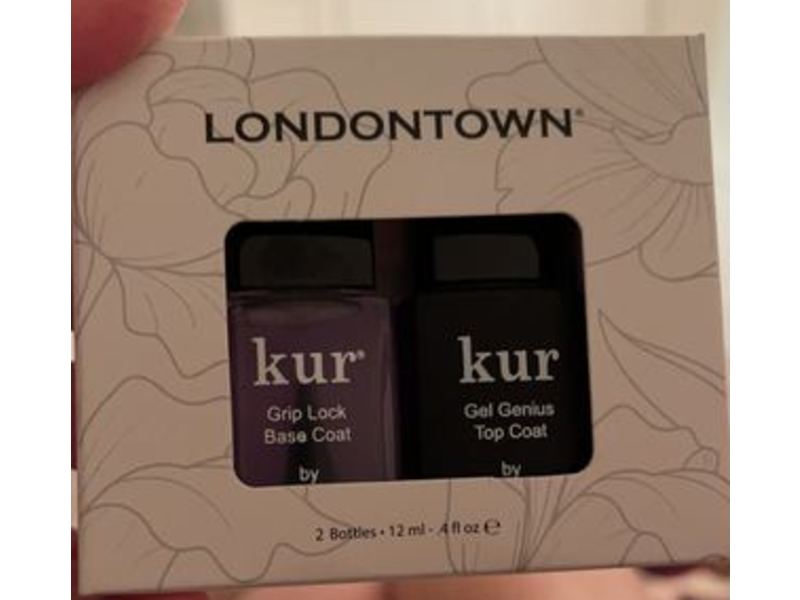 LONDONTOWN®
kur®
Grip Lock
Base Coat
by
kur
Gel Genius
Top Coat
by
2 Bottles • 12 ml - .4 fl oz ℮